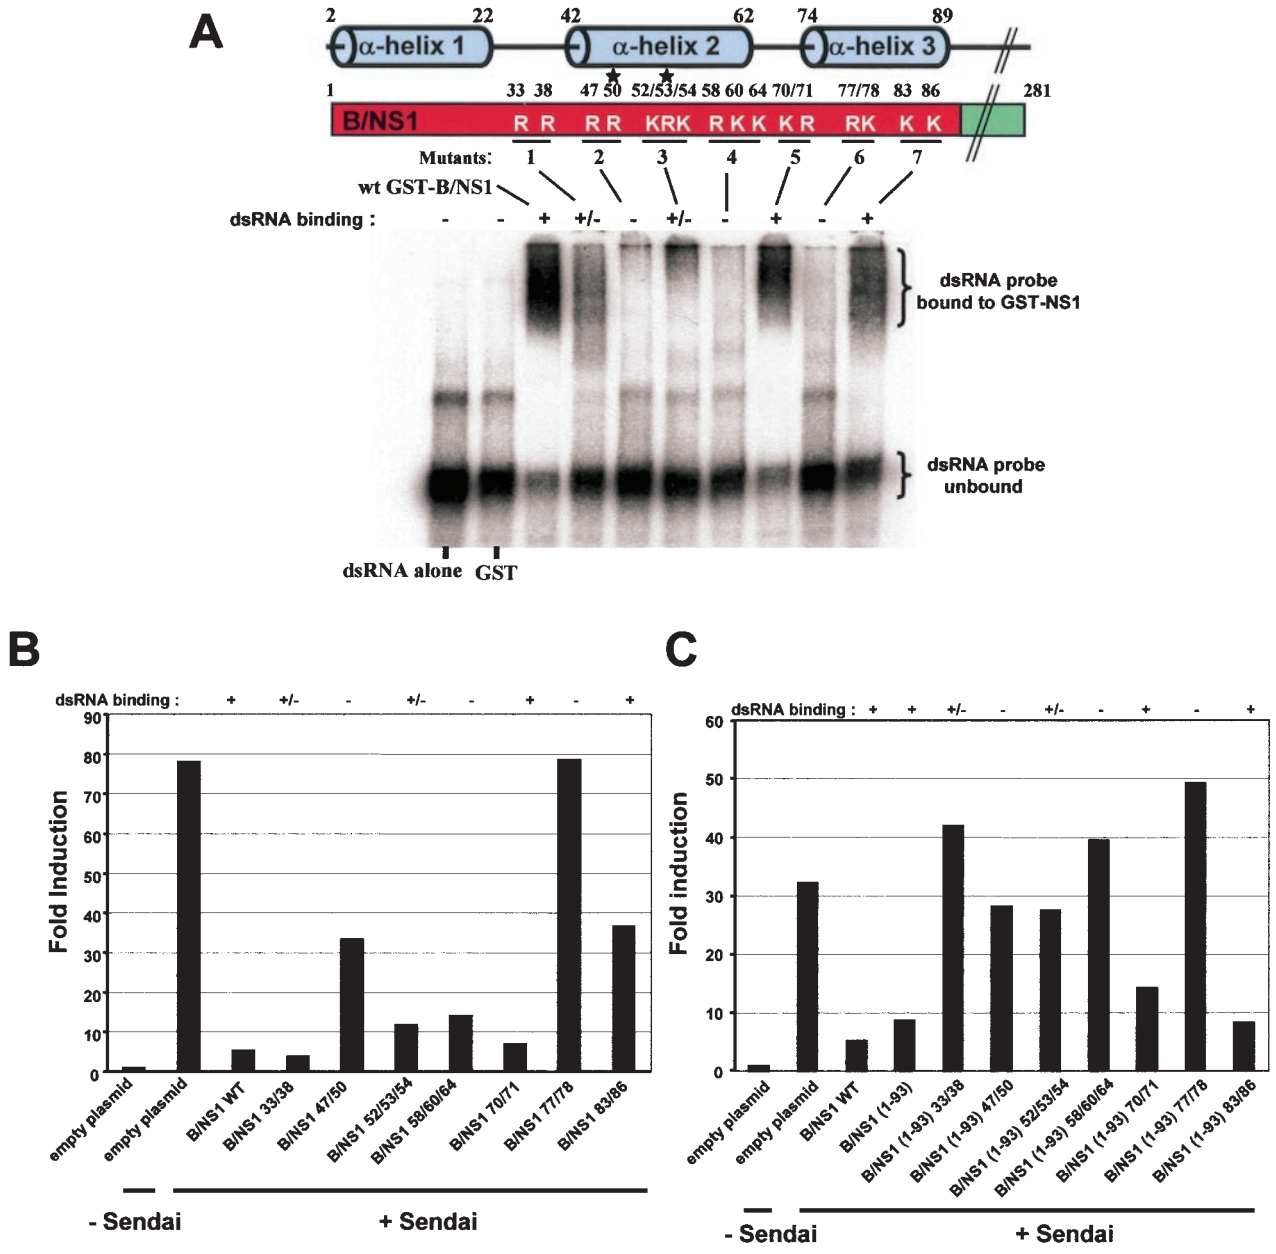 A
2 22 42 62 74 89
α-helix 1 α-helix 2 α-helix 3
1 33 38 47 50 52/53/54 58 60 64 70/71 77/78 83 86 281
B/NS1 R R R R KRK R K K K R RK K K
Mutants: 1 2 3 4 5 6 7
wt GST-B/NS1
dsRNA binding : - - + +/- - +/- - + - +
dsRNA probe
bound to GST-NS1
dsRNA probe
unbound
dsRNA alone GST
B
dsRNA binding : + +/- - +/- - + - +
90
80
70
60
50
40
30
20
10
0
Fold Induction
empty plasmid
empty plasmid
B/NS1 WT
B/NS1 33/38
B/NS1 47/50
B/NS1 52/53/54
B/NS1 58/60/64
B/NS1 70/71
B/NS1 77/78
B/NS1 83/86
- Sendai + Sendai
C
dsRNA binding : + + +/- - +/- - + - +
60
50
40
30
20
10
0
Fold induction
empty plasmid
empty plasmid
B/NS1 WT
B/NS1 (1-93)
B/NS1 (1-93) 33/38
B/NS1 (1-93) 47/50
B/NS1 (1-93) 52/53/54
B/NS1 (1-93) 58/60/64
B/NS1 (1-93) 70/71
B/NS1 (1-93) 77/78
B/NS1 (1-93) 83/86
- Sendai + Sendai